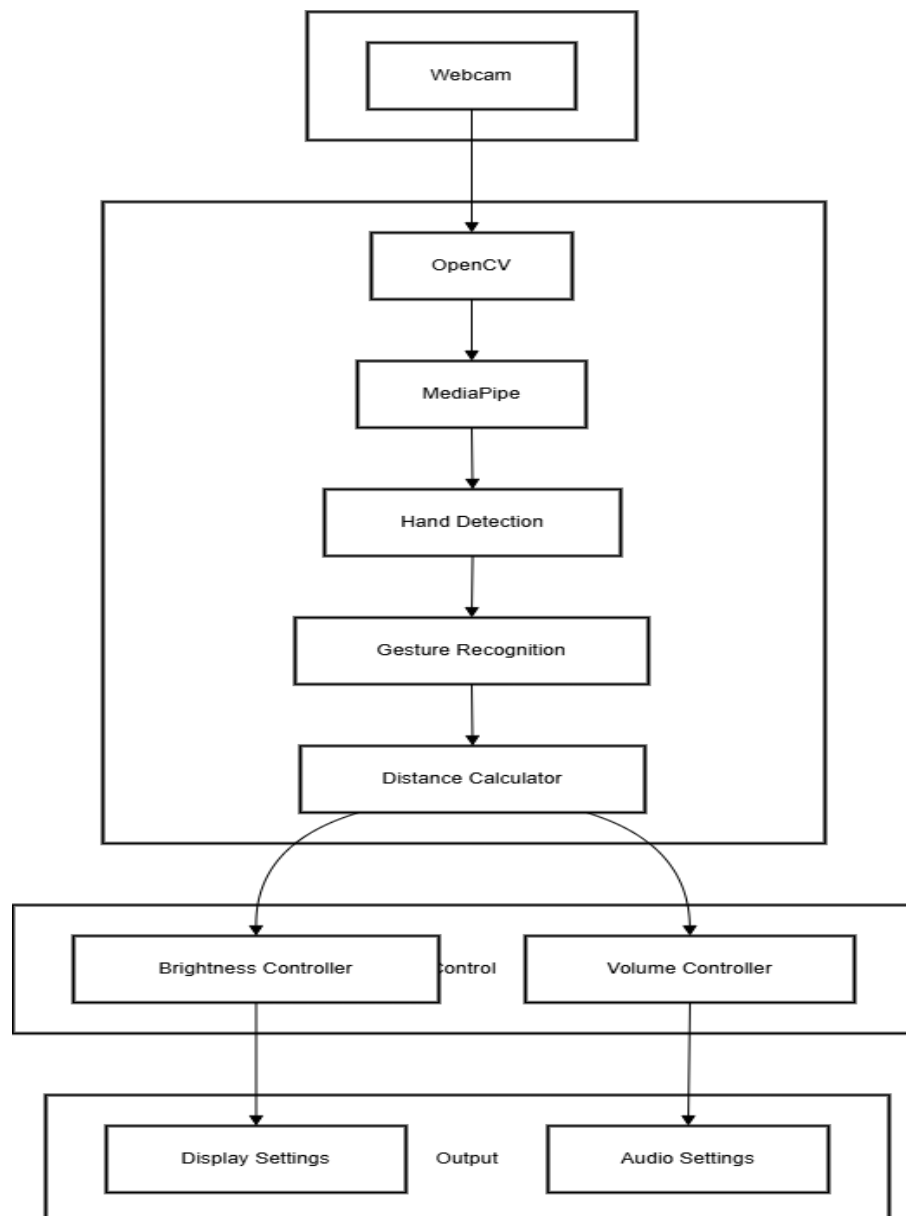 Webcam
OpenCV
MediaPipe
Hand Detection
Gesture Recognition
Distance Calculator
Brightness Controller
Control
Volume Controller
Display Settings
Output
Audio Settings